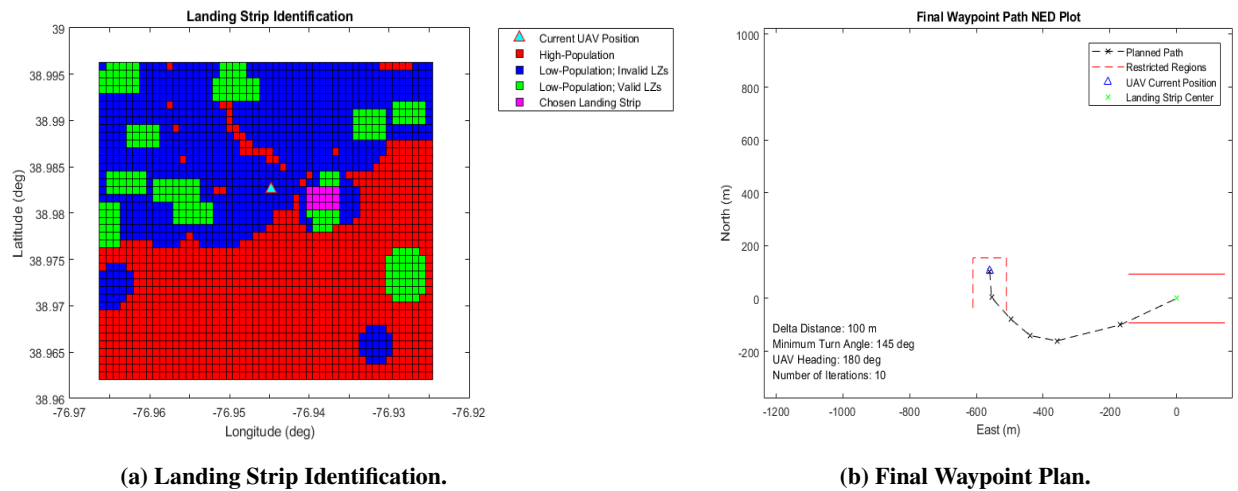 Landing Strip Identification
39
38.995
38.99
38.985
38.98
38.975
38.97
38.965
38.96
Latitude (deg)
-76.97
-76.96
-76.95
-76.94
-76.93
-76.92
Longitude (deg)
Current UAV Position
High-Population
Low-Population; Invalid LZs
Low-Population; Valid LZs
Chosen Landing Strip
(a) Landing Strip Identification.
Final Waypoint Path NED Plot
1000
800
600
400
200
0
-200
North (m)
-1200
-1000
-800
-600
-400
-200
0
East (m)
Planned Path
Restricted Regions
UAV Current Position
Landing Strip Center
Delta Distance: 100 m
Minimum Turn Angle: 145 deg
UAV Heading: 180 deg
Number of Iterations: 10
(b) Final Waypoint Plan.